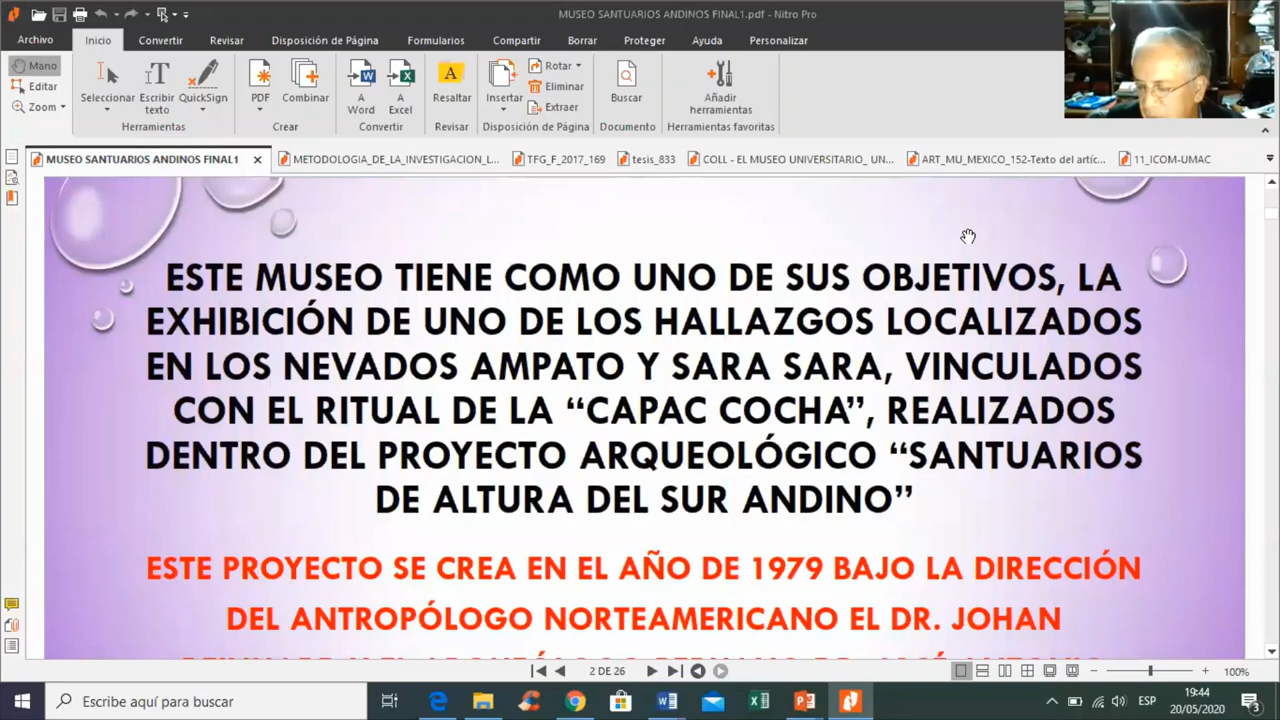 MUSEO SANTUARIOS ANDINOS FINAL1.pdf - Nitro Pro
Archivo Inicio Convertir Revisar Disposición de Página Formularios Compartir Borrar Proteger Ayuda Personalizar
Mano
Editar
Zoom
Seleccionar
Escribir texto
QuickSign
Herramientas
PDF
Combinar
Crear
A Word
A Excel
Convertir
Resaltar
Revisar
Insertar
Rotar
Eliminar
Extraer
Disposición de Página
Buscar
Documento
Añadir herramientas
Herramientas favoritas
MUSEO SANTUARIOS ANDINOS FINAL1 METODOLOGIA_DE_LA_INVESTIGACION_L... TFG_F_2017_169 tesis_833 COLL - EL MUSEO UNIVERSITARIO_ UN... ART_MU_MEXICO_152-Texto del artíc... 11_ICOM-UMAC
ESTE MUSEO TIENE COMO UNO DE SUS OBJETIVOS, LA
EXHIBICIÓN DE UNO DE LOS HALLAZGOS LOCALIZADOS
EN LOS NEVADOS AMPATO Y SARA SARA, VINCULADOS
CON EL RITUAL DE LA “CAPAC COCHA”, REALIZADOS
DENTRO DEL PROYECTO ARQUEOLÓGICO “SANTUARIOS
DE ALTURA DEL SUR ANDINO”
ESTE PROYECTO SE CREA EN EL AÑO DE 1979 BAJO LA DIRECCIÓN
DEL ANTROPÓLOGO NORTEAMERICANO EL DR. JOHAN
2 DE 26
100%
Escribe aquí para buscar
ESP
19:44
20/05/2020
3